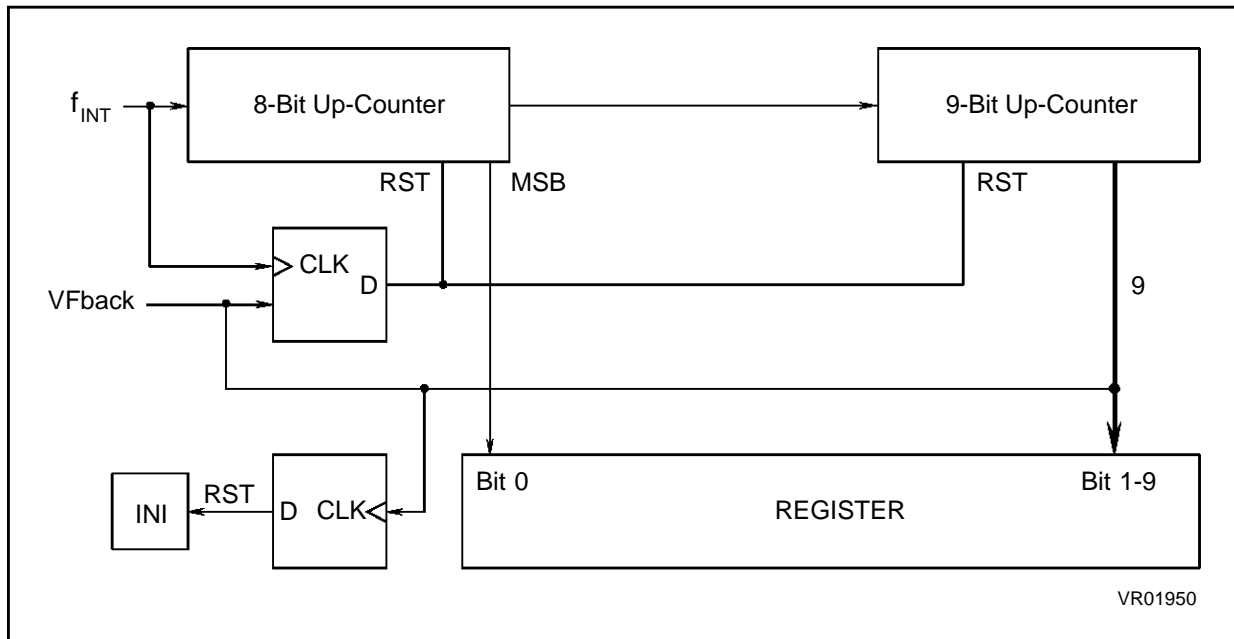 8-Bit Up-Counter
9-Bit Up-Counter
fINT
RST
MSB
RST
CLK
D
VFback
9
INI
RST
D
CLK
Bit 0
Bit 1-9
REGISTER
VR01950